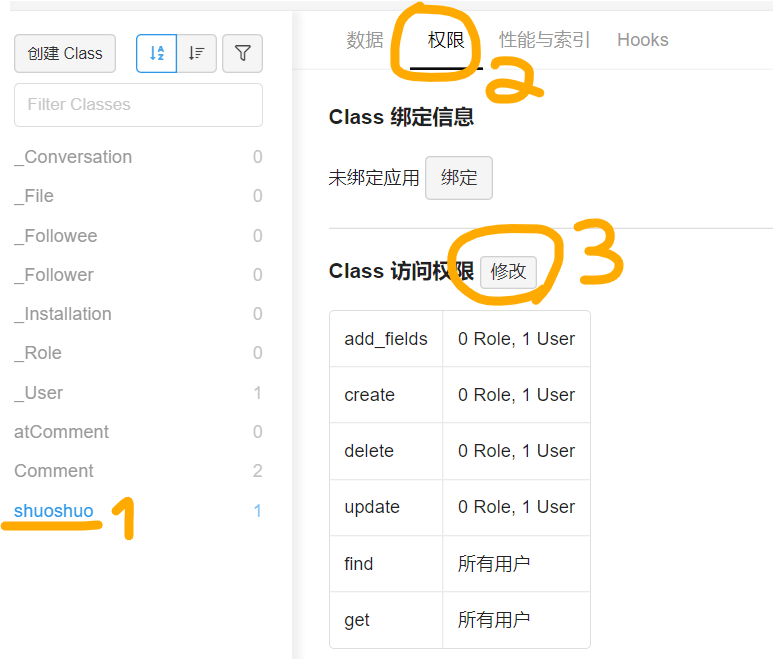 创建 Class
Filter Classes
_Conversation 0
_File 0
_Followee 0
_Follower 0
_Installation 0
_Role 0
_User 1
atComment 0
Comment 2
shuoshuo 1
1
数据 权限 性能与索引 Hooks
2
Class 绑定信息
未绑定应用 绑定
Class 访问权限 修改
3
add_fields 0 Role, 1 User
create 0 Role, 1 User
delete 0 Role, 1 User
update 0 Role, 1 User
find 所有用户
get 所有用户